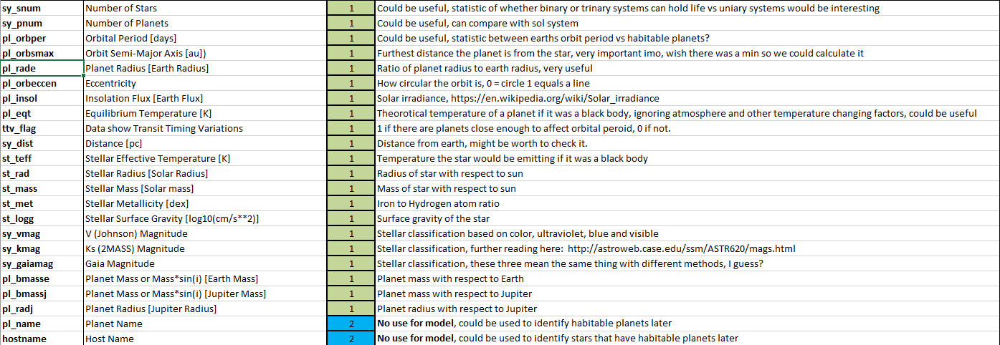 sy_snum Number of Stars 1 Could be useful, statistic of whether binary or trinary systems can hold life vs uniary systems would be interesting
sy_pnum Number of Planets 1 Could be useful, can compare with sol system
pl_orbper Orbital Period [days] 1 Could be useful, statistic between earths orbit period vs habitable planets?
pl_orbsmax Orbit Semi-Major Axis [au]) 1 Furthest distance the planet is from the star, very important imo, wish there was a min so we could calculate it
pl_rade Planet Radius [Earth Radius] 1 Ratio of planet radius to earth radius, very useful
pl_orbeccen Eccentricity 1 How circular the orbit is, 0 = circle 1 equals a line
pl_insol Insolation Flux [Earth Flux] 1 Solar irradiance, https://en.wikipedia.org/wiki/Solar_irradiance
pl_eqt Equilibrium Temperature [K] 1 Theorotical temperature of a planet if it was a black body, ignoring atmosphere and other temperature changing factors, could be useful
ttv_flag Data show Transit Timing Variations 1 1 if there are planets close enough to affect orbital peroid, 0 if not.
sy_dist Distance [pc] 1 Distance from earth, might be worth to check it.
st_teff Stellar Effective Temperature [K] 1 Temperature the star would be emitting if it was a black body
st_rad Stellar Radius [Solar Radius] 1 Radius of star with respect to sun
st_mass Stellar Mass [Solar mass] 1 Mass of star with respect to sun
st_met Stellar Metallicity [dex] 1 Iron to Hydrogen atom ratio
st_logg Stellar Surface Gravity [log10(cm/s**2)] 1 Surface gravity of the star
sy_vmag V (Johnson) Magnitude 1 Stellar classification based on color, ultraviolet, blue and visible
sy_kmag Ks (2MASS) Magnitude 1 Stellar classification, further reading here: http://astroweb.case.edu/ssm/ASTR620/mags.html
sy_gaiamag Gaia Magnitude 1 Stellar classification, these three mean the same thing with different methods, I guess?
pl_bmasse Planet Mass or Mass*sin(i) [Earth Mass] 1 Planet mass with respect to Earth
pl_bmassj Planet Mass or Mass*sin(i) [Jupiter Mass] 1 Planet mass with respect to Jupiter
pl_radj Planet Radius [Jupiter Radius] 1 Planet radius with respect to Jupiter
pl_name Planet Name 2 No use for model, could be used to identify habitable planets later
hostname Host Name 2 No use for model, could be used to identify stars that have habitable planets later